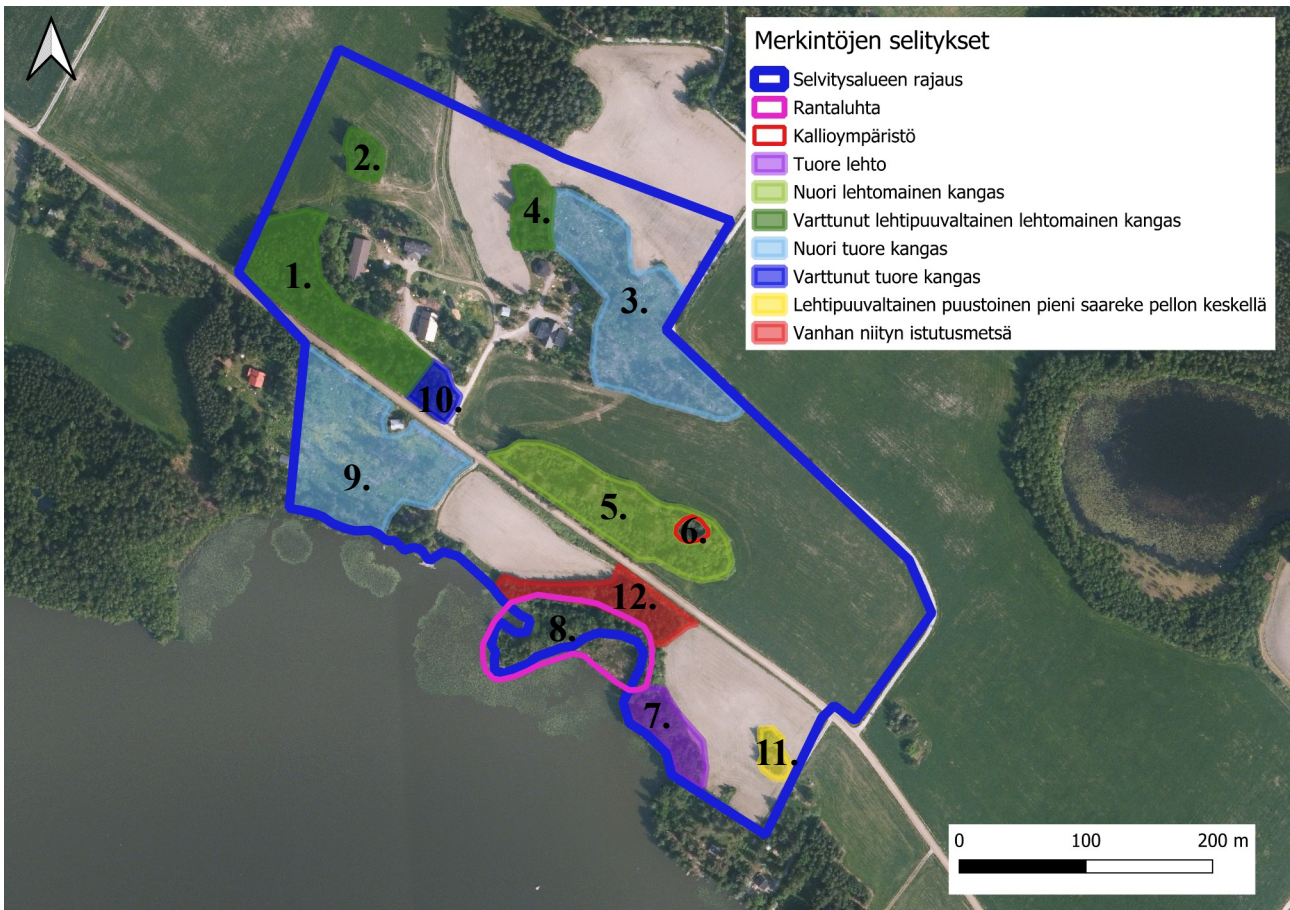 Merkintöjen selitykset
Selvitysalueen rajaus
Rantaluhta
Kallioympäristö
Tuore lehto
Nuori lehtomainen kangas
Varttunut lehtipuuvaltainen lehtomainen kangas
Nuori tuore kangas
Varttunut tuore kangas
Lehtipuuvaltainen puustoinen pieni saareke pellon keskellä
Vanhan niityn istutusmetsä
2.
4.
1.
3.
10.
9.
5.
6.
12.
8.
7.
11.
0 100 200 m